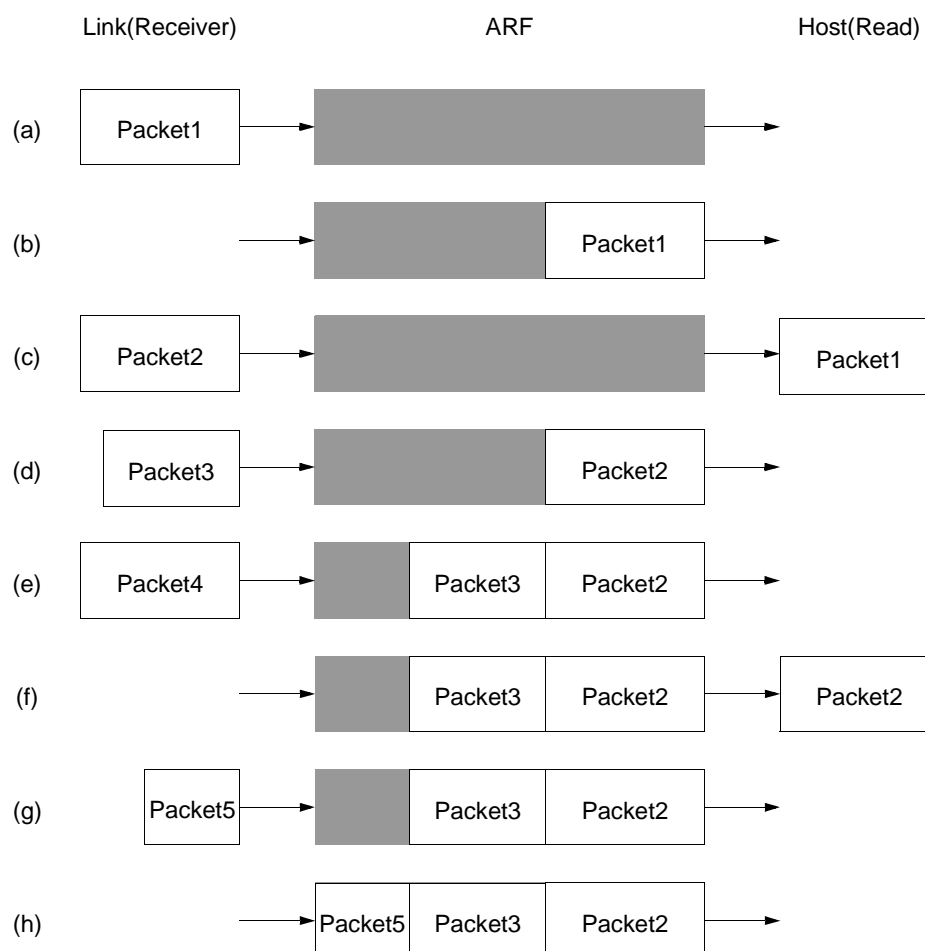 Link(Receiver) ARF Host(Read)
(a) Packet1
(b) Packet1
(c) Packet2 Packet1
(d) Packet3 Packet2
(e) Packet4 Packet3 Packet2
(f) Packet3 Packet2 Packet2
(g) Packet5 Packet3 Packet2
(h) Packet5 Packet3 Packet2